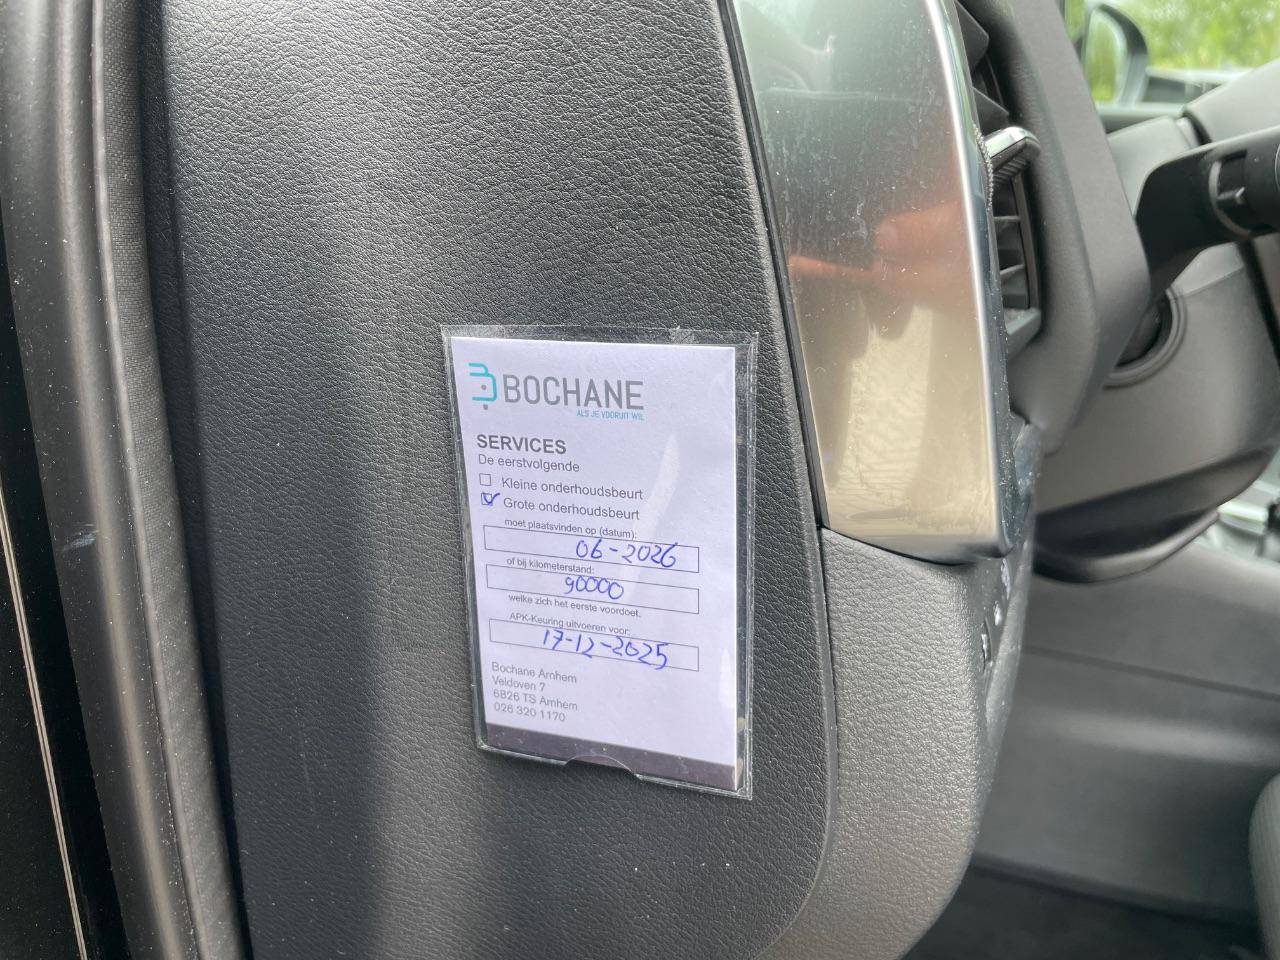 BOCHANE
ALS JE VOORUIT WIL
SERVICES
De eerstvolgende
Kleine onderhoudsbeurt
Grote onderhoudsbeurt
moet plaatsvinden op (datum):
06-2026
of bij kilometerstand:
90000
welke zich het eerste voordoet.
APK-Keuring uitvoeren voor:
17-12-2025
Bochane Arnhem
Veldoven 7
6826 TS Arnhem
026 320 1170